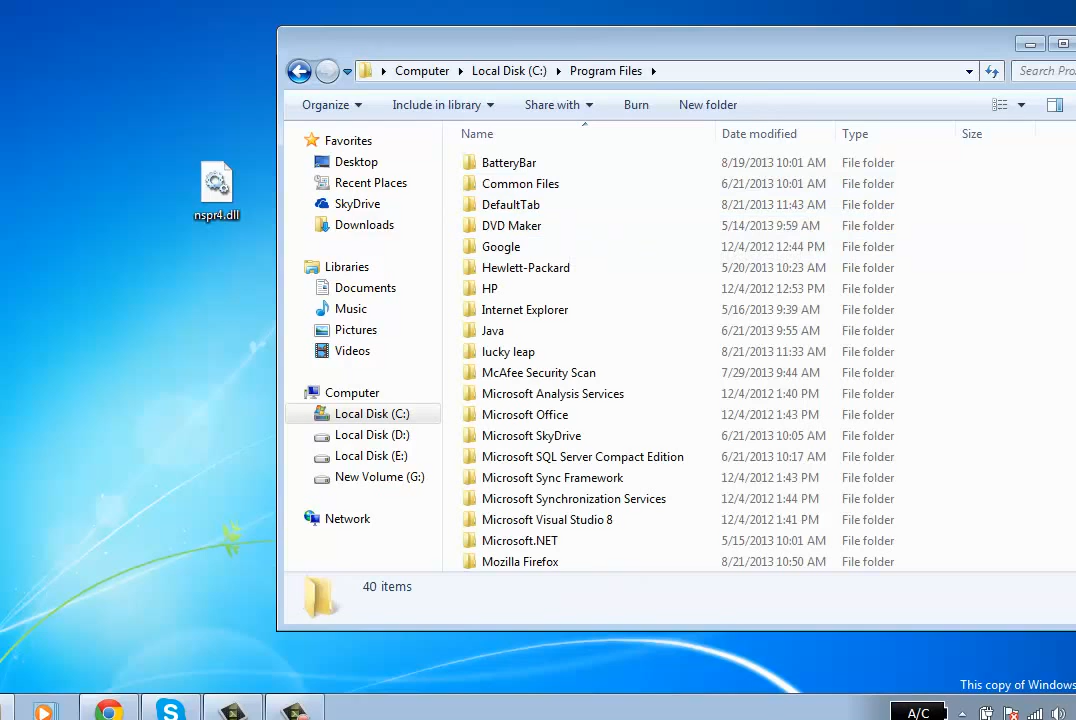 Computer Local Disk (C:) Program Files Search Pro
Organize Include in library Share with Burn New folder
nspr4.dll
Favorites
Desktop
Recent Places
SkyDrive
Downloads
Libraries
Documents
Music
Pictures
Videos
Computer
Local Disk (C:)
Local Disk (D:)
Local Disk (E:)
New Volume (G:)
Network
Name Date modified Type Size
BatteryBar 8/19/2013 10:01 AM File folder
Common Files 6/21/2013 10:01 AM File folder
DefaultTab 8/21/2013 11:43 AM File folder
DVD Maker 5/14/2013 9:59 AM File folder
Google 12/4/2012 12:44 PM File folder
Hewlett-Packard 5/20/2013 10:23 AM File folder
HP 12/4/2012 12:53 PM File folder
Internet Explorer 5/16/2013 9:39 AM File folder
Java 6/21/2013 9:55 AM File folder
lucky leap 8/21/2013 11:33 AM File folder
McAfee Security Scan 7/29/2013 9:44 AM File folder
Microsoft Analysis Services 12/4/2012 1:40 PM File folder
Microsoft Office 12/4/2012 1:43 PM File folder
Microsoft SkyDrive 6/21/2013 10:05 AM File folder
Microsoft SQL Server Compact Edition 6/21/2013 10:17 AM File folder
Microsoft Sync Framework 12/4/2012 1:43 PM File folder
Microsoft Synchronization Services 12/4/2012 1:44 PM File folder
Microsoft Visual Studio 8 12/4/2012 1:41 PM File folder
Microsoft.NET 5/15/2013 10:01 AM File folder
Mozilla Firefox 8/21/2013 10:50 AM File folder
40 items
This copy of Windows
A/C